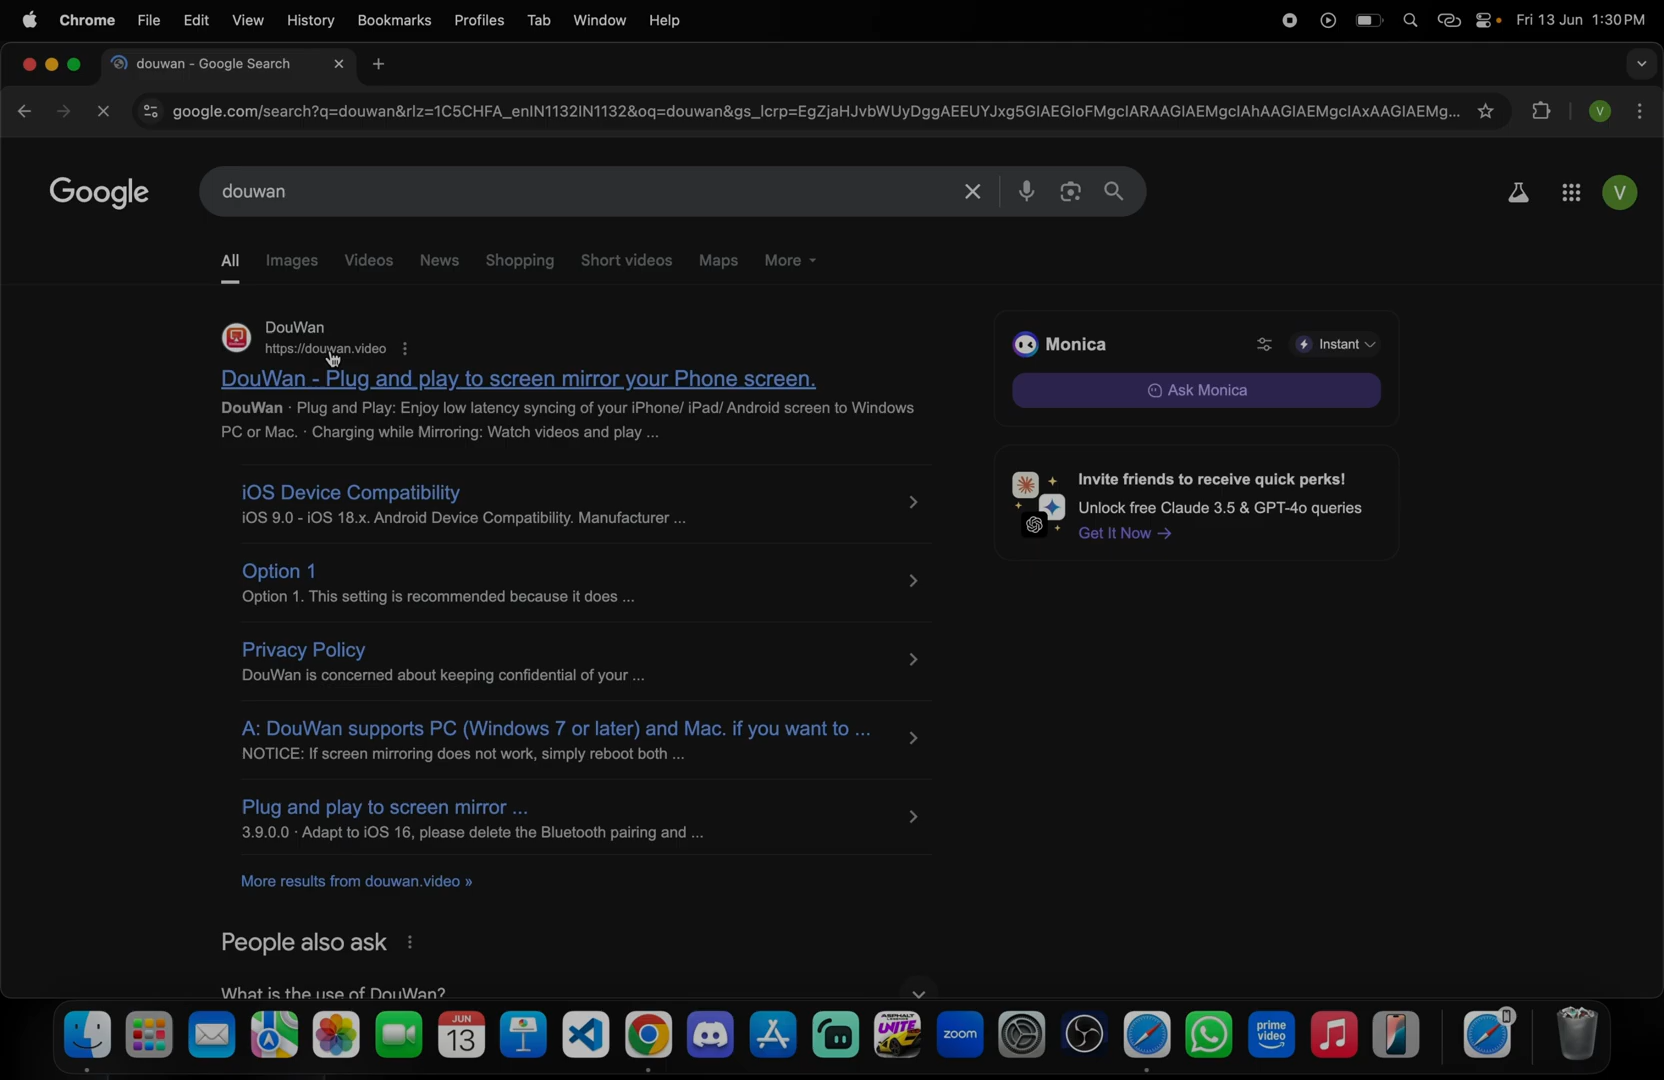 Chrome File Edit View History Bookmarks Profiles Tab Window Help Fri 13 Jun 1:30PM
douwan - Google Search
google.com/search?q=douwan&rlz=1C5CHFA_enIN1132IN1132&oq=douwan&gs_lcrp=EgZjaHJvbWUyDggAEEUYJxg5GIAEGIoFMgcIARAAGIAEMgcIAhAAGIAEMgcIAxAAGIAEMg...
V
Google
douwan
V
All Images Videos News Shopping Short videos Maps More
DouWan
https://douwan.video
DouWan - Plug and play to screen mirror your Phone screen.
DouWan · Plug and Play: Enjoy low latency syncing of your iPhone/ iPad/ Android screen to Windows
PC or Mac. · Charging while Mirroring: Watch videos and play ...
iOS Device Compatibility
iOS 9.0 - iOS 18.x. Android Device Compatibility. Manufacturer ...
Option 1
Option 1. This setting is recommended because it does ...
Privacy Policy
DouWan is concerned about keeping confidential of your ...
A: DouWan supports PC (Windows 7 or later) and Mac. if you want to ...
NOTICE: If screen mirroring does not work, simply reboot both ...
Plug and play to screen mirror ...
3.9.0.0 · Adapt to iOS 16, please delete the Bluetooth pairing and ...
More results from douwan.video »
People also ask
What is the use of DouWan?
Monica
Instant
Ask Monica
Invite friends to receive quick perks!
Unlock free Claude 3.5 & GPT-4o queries
Get It Now →
JUN
13
ASPHALT
UNITE
zoom
prime
video